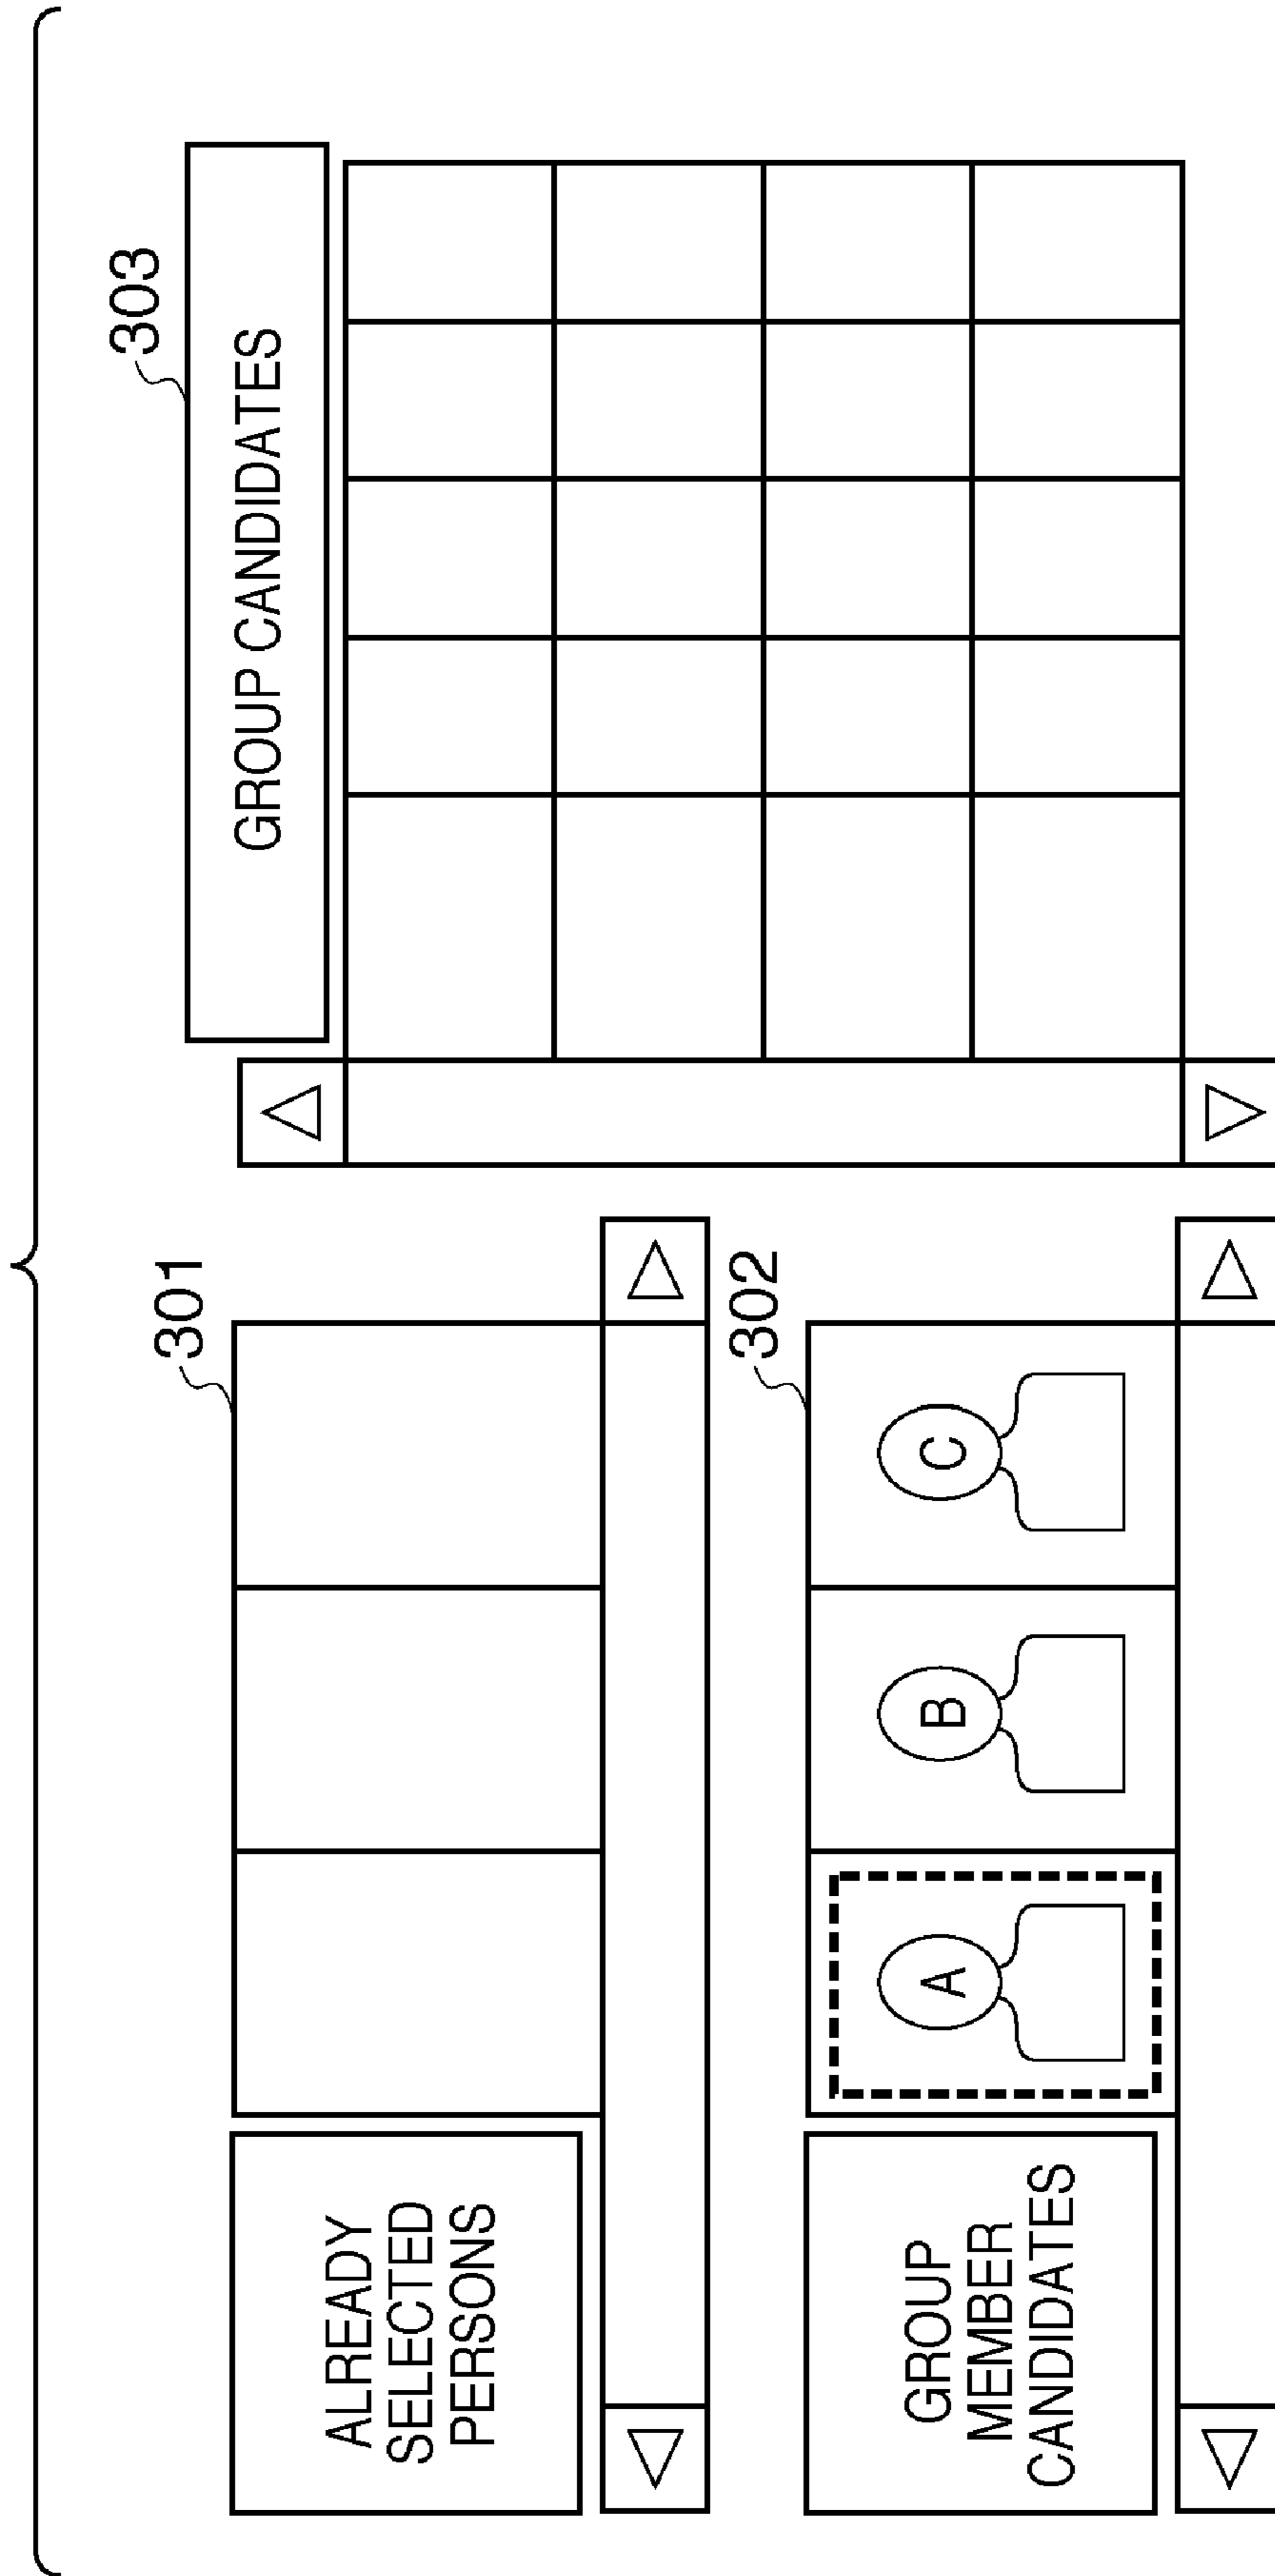 301
ALREADY
SELECTED
PERSONS
302
GROUP
MEMBER
CANDIDATES
A
B
C
303
GROUP CANDIDATES